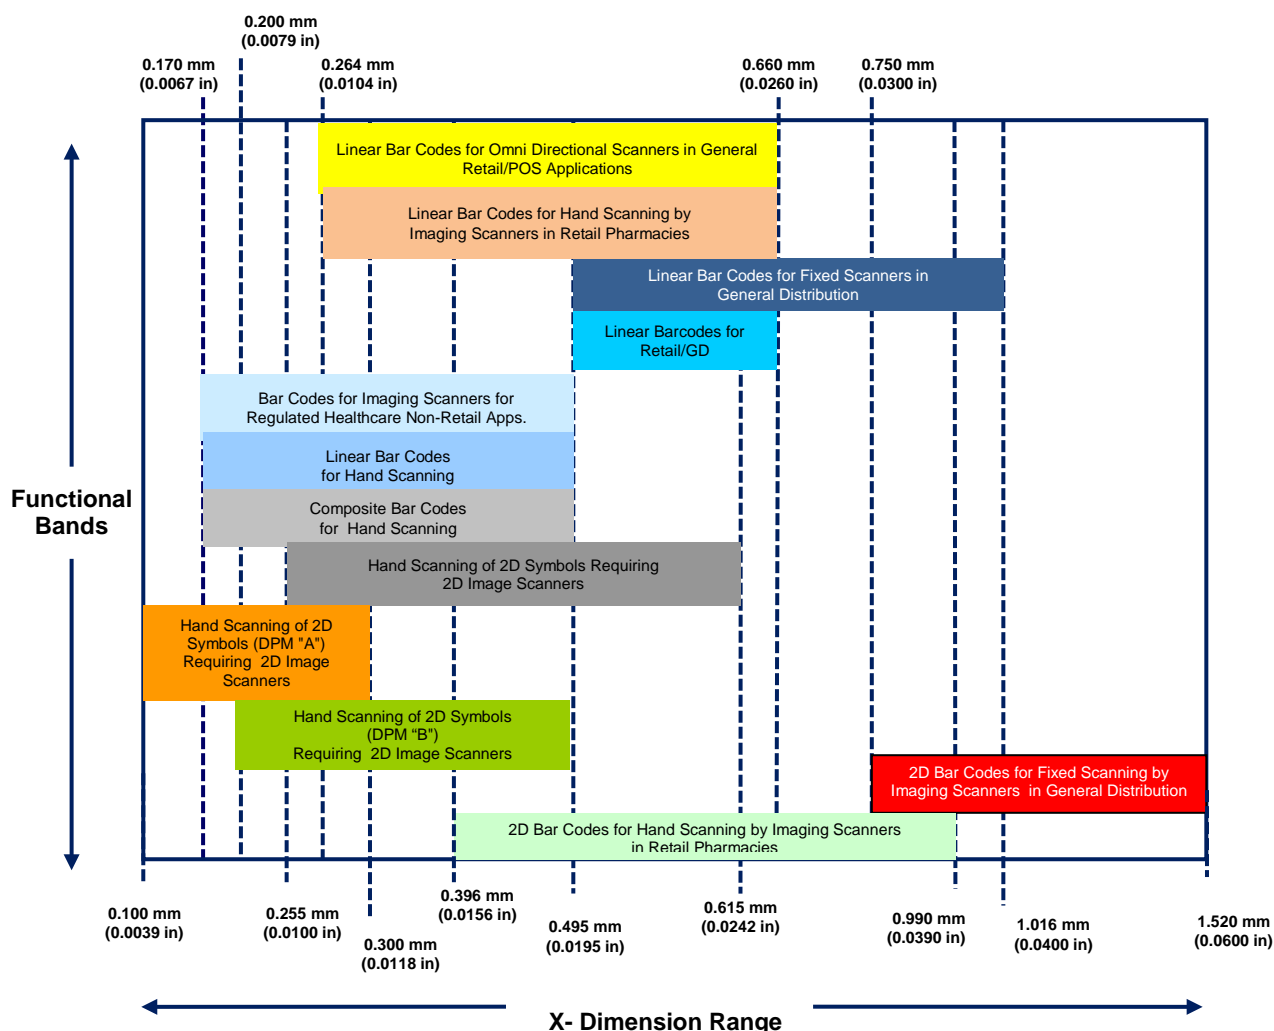 0.200 mm
(0.0079 in)
0.170 mm
(0.0067 in)
0.264 mm
(0.0104 in)
0.660 mm
(0.0260 in)
0.750 mm
(0.0300 in)
Linear Bar Codes for Omni Directional Scanners in General
Retail/POS Applications
Linear Bar Codes for Hand Scanning by
Imaging Scanners in Retail Pharmacies
Linear Bar Codes for Fixed Scanners in
General Distribution
Linear Barcodes for
Retail/GD
Bar Codes for Imaging Scanners for
Regulated Healthcare Non-Retail Apps.
Linear Bar Codes
for Hand Scanning
Functional
Bands
Composite Bar Codes
for Hand Scanning
Hand Scanning of 2D Symbols Requiring
2D Image Scanners
Hand Scanning of 2D
Symbols (DPM "A")
Requiring 2D Image
Scanners
Hand Scanning of 2D Symbols
(DPM “B”)
Requiring 2D Image Scanners
2D Bar Codes for Fixed Scanning by
Imaging Scanners in General Distribution
2D Bar Codes for Hand Scanning by Imaging Scanners
in Retail Pharmacies
0.100 mm
(0.0039 in)
0.255 mm
(0.0100 in)
0.300 mm
(0.0118 in)
0.396 mm
(0.0156 in)
0.495 mm
(0.0195 in)
0.615 mm
(0.0242 in)
0.990 mm
(0.0390 in)
1.016 mm
(0.0400 in)
1.520 mm
(0.0600 in)
X- Dimension Range